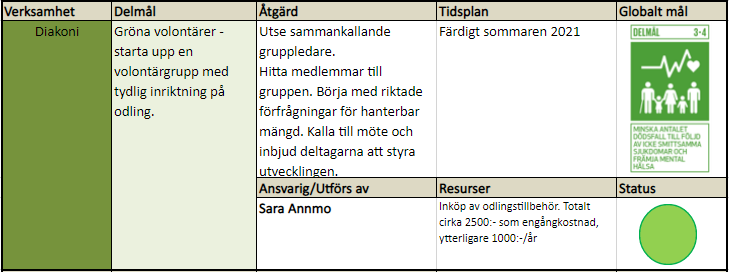 Verksamhet Delmål Åtgärd Tidsplan Globalt mål
Diakoni
Gröna volontärer -
starta upp en
volontärgrupp med
tydlig inriktning på
odling.
Utse sammankallande
gruppledare.
Hitta medlemmar till
gruppen. Börja med riktade
förfrågningar för hanterbar
mängd. Kalla till möte och
inbjud deltagarna att styra
utvecklingen.
Färdigt sommaren 2021
DELMÅL 3·4
MINSKA ANTALET
DÖDSFALL TILL FÖLJD
AV ICKE SMITTSAMMA
SJUKDOMAR OCH
FRÄMJA MENTAL
HÄLSA
Ansvarig/Utförs av Resurser Status
Sara Annmo
Inköp av odlingstillbehör. Totalt
cirka 2500:- som engångkostnad,
ytterligare 1000:-/år